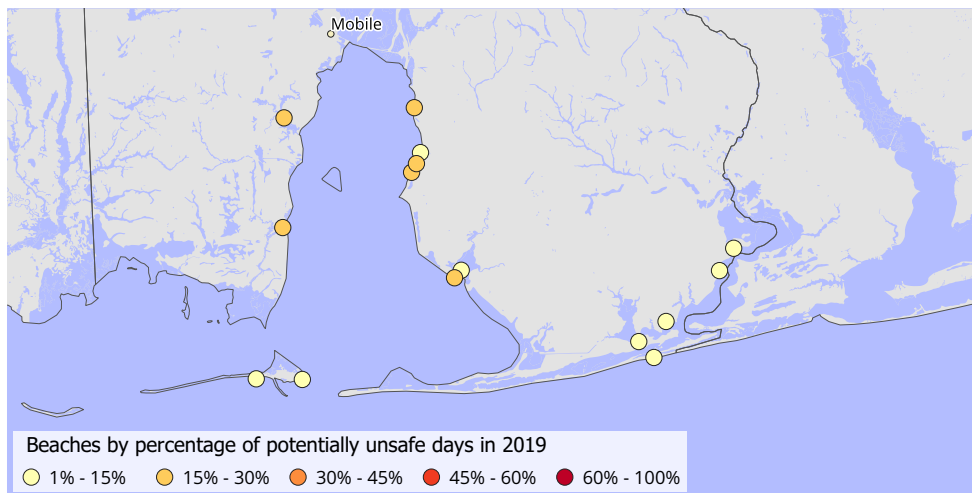 Mobile
Beaches by percentage of potentially unsafe days in 2019
1% - 15% 15% - 30% 30% - 45% 45% - 60% 60% - 100%